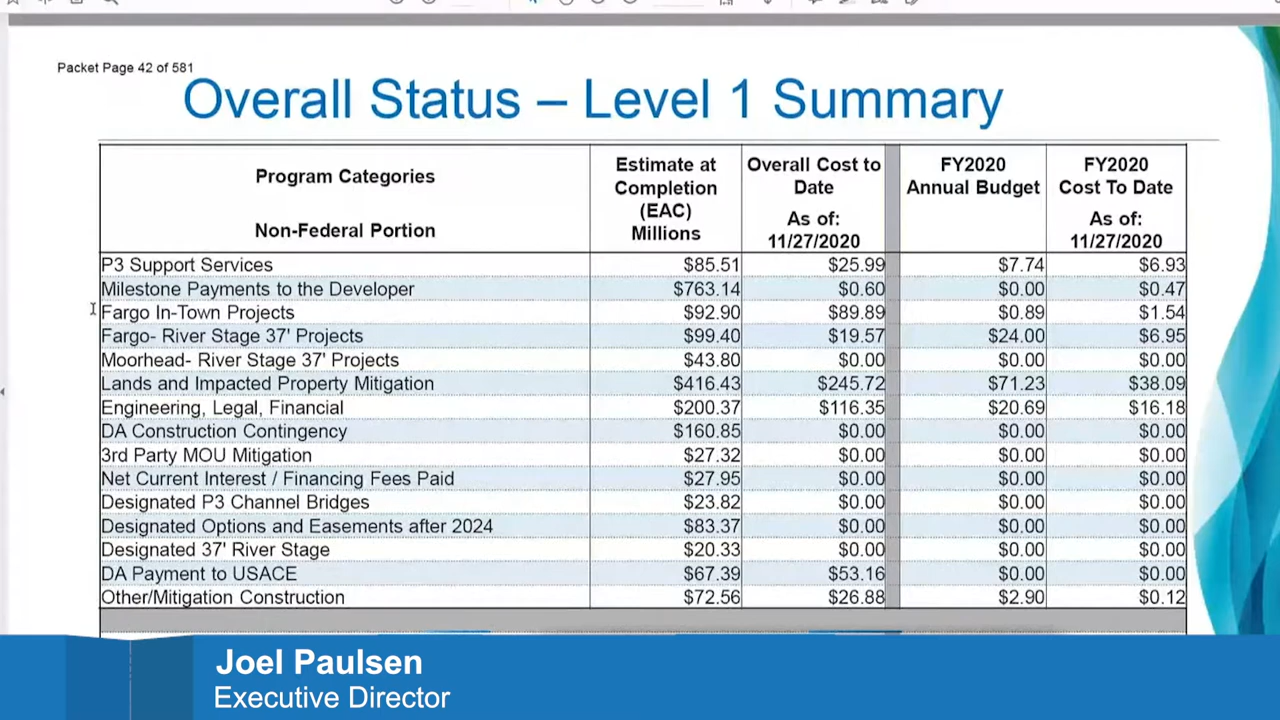 Packet Page 42 of 581
Overall Status – Level 1 Summary
Program Categories
Non-Federal Portion
Estimate at Completion (EAC) Millions
Overall Cost to Date As of: 11/27/2020
FY2020 Annual Budget
FY2020 Cost To Date As of: 11/27/2020
P3 Support Services $85.51 $25.99 $7.74 $6.93
Milestone Payments to the Developer $763.14 $0.60 $0.00 $0.47
Fargo In-Town Projects $92.90 $89.89 $0.89 $1.54
Fargo- River Stage 37' Projects $99.40 $19.57 $24.00 $6.95
Moorhead- River Stage 37' Projects $43.80 $0.00 $0.00 $0.00
Lands and Impacted Property Mitigation $416.43 $245.72 $71.23 $38.09
Engineering, Legal, Financial $200.37 $116.35 $20.69 $16.18
DA Construction Contingency $160.85 $0.00 $0.00 $0.00
3rd Party MOU Mitigation $27.32 $0.00 $0.00 $0.00
Net Current Interest / Financing Fees Paid $27.95 $0.00 $0.00 $0.00
Designated P3 Channel Bridges $23.82 $0.00 $0.00 $0.00
Designated Options and Easements after 2024 $83.37 $0.00 $0.00 $0.00
Designated 37' River Stage $20.33 $0.00 $0.00 $0.00
DA Payment to USACE $67.39 $53.16 $0.00 $0.00
Other/Mitigation Construction $72.56 $26.88 $2.90 $0.12
Joel Paulsen
Executive Director